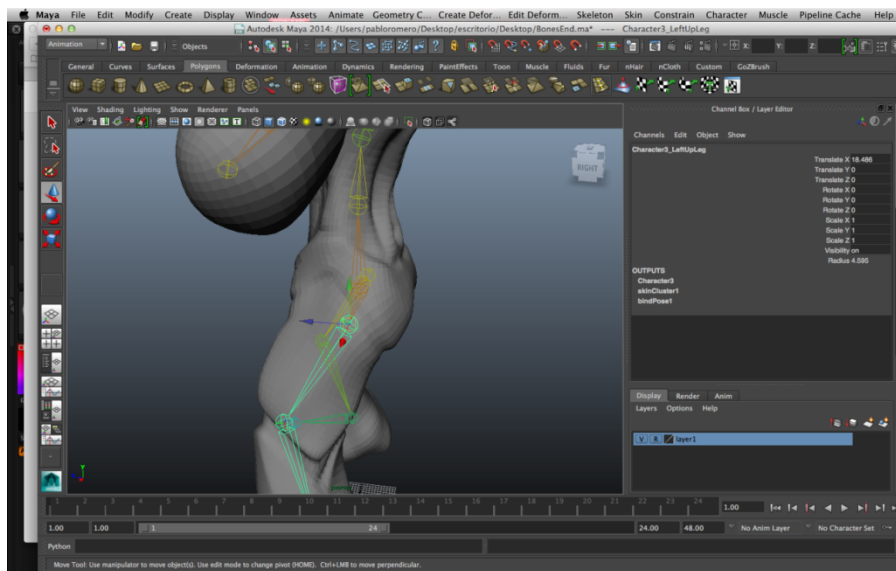 Maya File Edit Modify Create Display Window Assets Animate Geometry C... Create Defor... Edit Deform... Skeleton Skin Constrain Character Muscle Pipeline Cache Help
Autodesk Maya 2014: /Users/pabloromero/Desktop/escritorio/Desktop/BonesEnd.ma* --- Character3_LeftUpLeg
Animation Objects X: Y: Z:
General Curves Surfaces Polygons Deformation Animation Dynamics Rendering PaintEffects Toon Muscle Fluids Fur nHair nCloth Custom GoZBrush
View Shading Lighting Show Renderer Panels
Channel Box / Layer Editor
Channels Edit Object Show
Character3_LeftUpLeg
Translate X 18.486
Translate Y 0
Translate Z 0
Rotate X 0
Rotate Y 0
Rotate Z 0
Scale X 1
Scale Y 1
Scale Z 1
Visibility on
Radius 4.595
OUTPUTS
Character3
skinCluster1
bindPose1
RIGHT
Display Render Anim
Layers Options Help
V R layer1
1 2 3 4 5 6 7 8 9 10 11 12 13 14 15 16 17 18 19 20 21 22 23 24 1.00
1.00 1.00 1 24 24.00 48.00 No Anim Layer No Character Set
Python
Move Tool: Use manipulator to move object(s). Use edit mode to change pivot (HOME). Ctrl+LMB to move perpendicular.